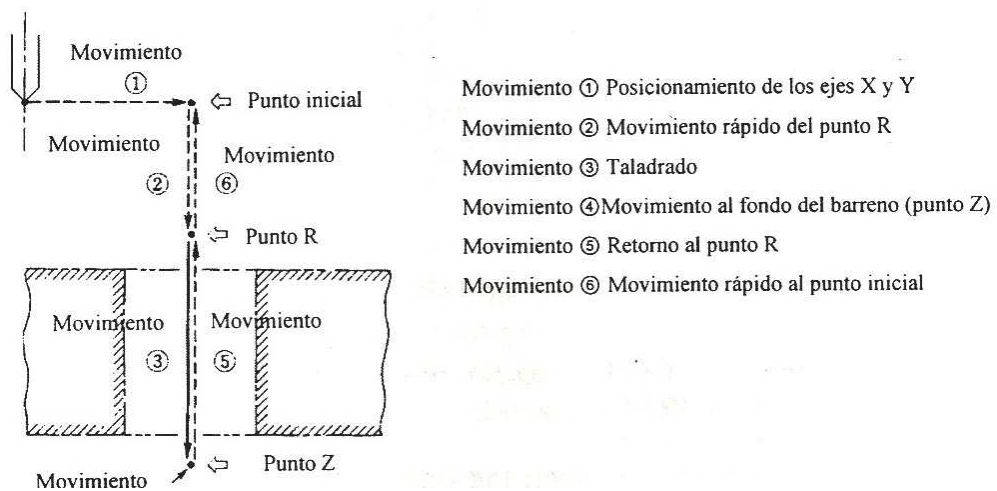 Movimiento
①
Punto inicial
Movimiento
②
Movimiento
⑥
Punto R
Movimiento
③
Movimiento
⑤
Punto Z
Movimiento
Movimiento ① Posicionamiento de los ejes X y Y
Movimiento ② Movimiento rápido del punto R
Movimiento ③ Taladrado
Movimiento ④Movimiento al fondo del barreno (punto Z)
Movimiento ⑤ Retorno al punto R
Movimiento ⑥ Movimiento rápido al punto inicial